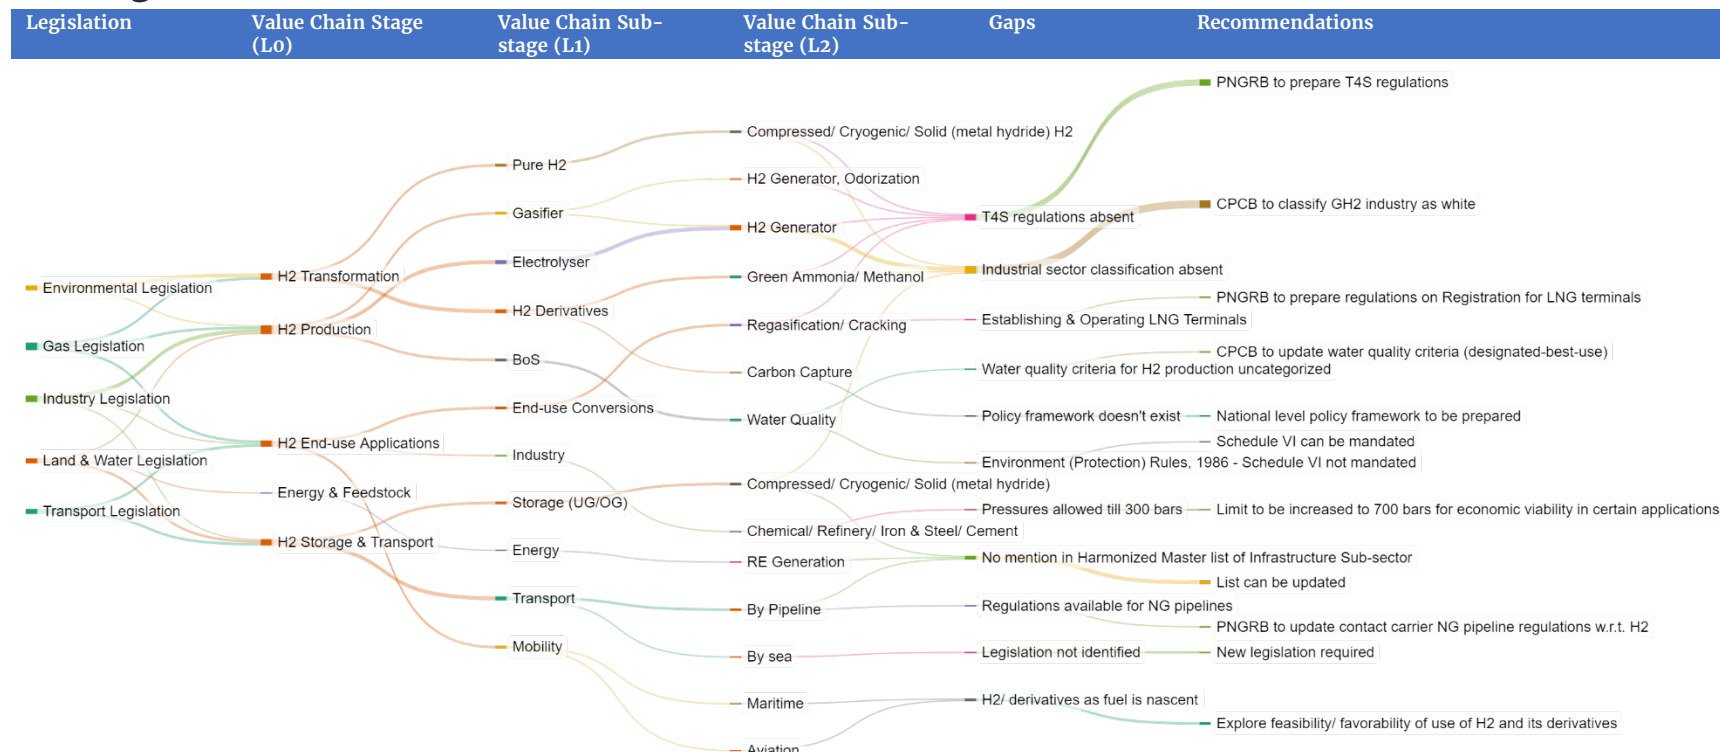 Legislation
Value Chain Stage
(L0)
Value Chain Sub-
stage (L1)
Value Chain Sub-
stage (L2)
Gaps
Recommendations
Environmental Legislation
Gas Legislation
Industry Legislation
Land & Water Legislation
Transport Legislation
H2 Transformation
H2 Production
H2 End-use Applications
Energy & Feedstock
H2 Storage & Transport
Pure H2
Gasifier
Electrolyser
H2 Derivatives
BoS
End-use Conversions
Industry
Storage (UG/OG)
Energy
Transport
Mobility
Compressed/ Cryogenic/ Solid (metal hydride) H2
H2 Generator, Odorization
H2 Generator
Green Ammonia/ Methanol
Regasification/ Cracking
Carbon Capture
Water Quality
Compressed/ Cryogenic/ Solid (metal hydride)
Chemical/ Refinery/ Iron & Steel/ Cement
RE Generation
By Pipeline
By sea
Maritime
Aviation
T4S regulations absent
Industrial sector classification absent
Establishing & Operating LNG Terminals
Water quality criteria for H2 production uncategorized
Policy framework doesn't exist
Environment (Protection) Rules, 1986 - Schedule VI not mandated
Pressures allowed till 300 bars
No mention in Harmonized Master list of Infrastructure Sub-sector
Regulations available for NG pipelines
Legislation not identified
H2/ derivatives as fuel is nascent
PNGRB to prepare T4S regulations
CPCB to classify GH2 industry as white
PNGRB to prepare regulations on Registration for LNG terminals
CPCB to update water quality criteria (designated-best-use)
National level policy framework to be prepared
Schedule VI can be mandated
Limit to be increased to 700 bars for economic viability in certain applications
List can be updated
PNGRB to update contact carrier NG pipeline regulations w.r.t. H2
New legislation required
Explore feasibility/ favorability of use of H2 and its derivatives